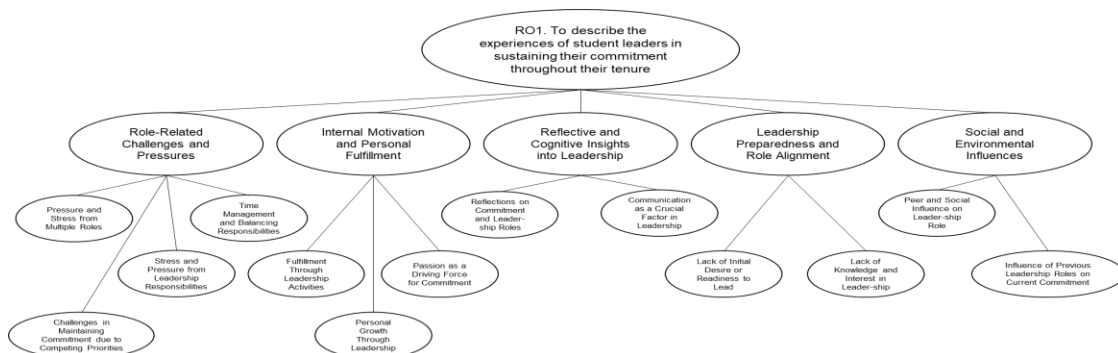 RO1. To describe the
experiences of student leaders in
sustaining their commitment
throughout their tenure
Role-Related
Challenges and
Pressures
Internal Motivation
and Personal
Fulfillment
Reflective and
Cognitive Insights
into Leadership
Leadership
Preparedness and
Role Alignment
Social and
Environmental
Influences
Pressure and
Stress from
Multiple Roles
Time
Management
and Balancing
Responsibilities
Reflections on
Commitment
and Leader-
ship Roles
Communication
as a Crucial
Factor in
Leadership
Peer and Social
Influence on
Leader-ship
Role
Stress and
Pressure from
Leadership
Responsibilities
Fulfillment
Through
Leadership
Activities
Passion as a
Driving Force
for Commitment
Lack of Initial
Desire or
Readiness to
Lead
Lack of
Knowledge and
Interest in
Leader-ship
Influence of Previous
Leadership Roles on
Current Commitment
Challenges in
Maintaining
Commitment due to
Competing Priorities
Personal
Growth
Through
Leadership